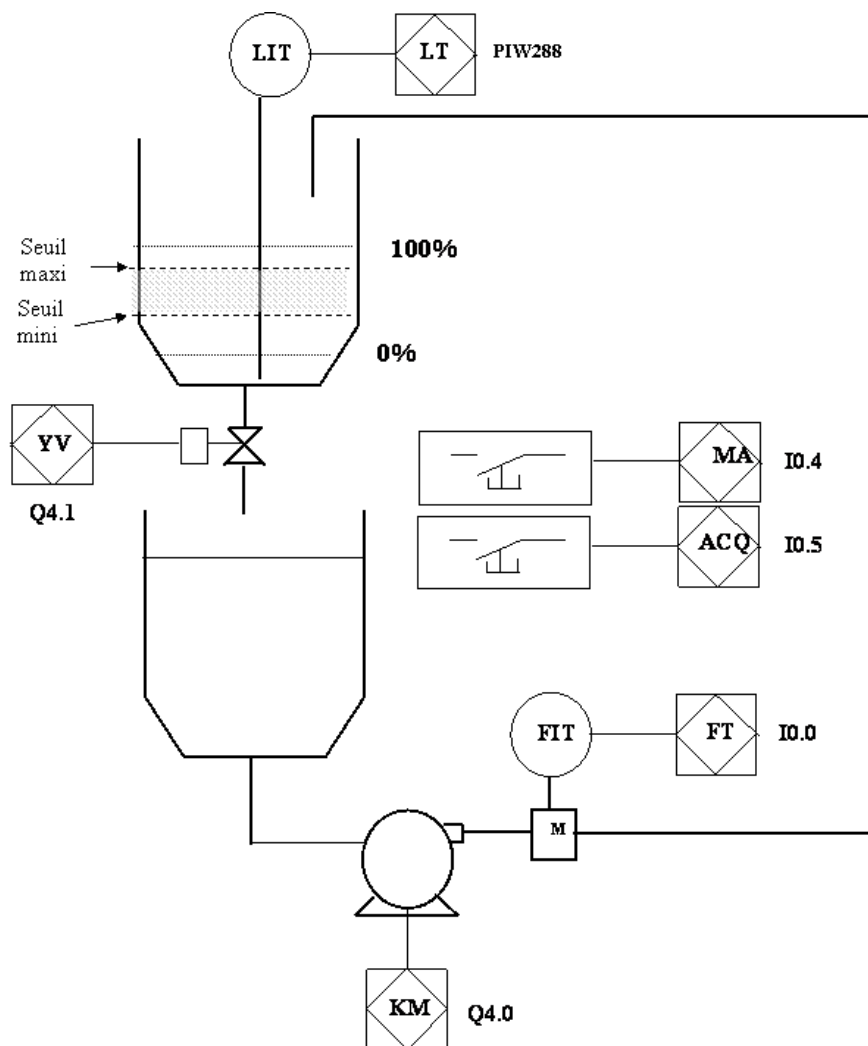 LIT
LT
PIW288
Seuil
maxi
100%
Seuil
mini
0%
YV
Q4.1
MA
I0.4
ACQ
I0.5
FIT
FT
I0.0
M
KM
Q4.0